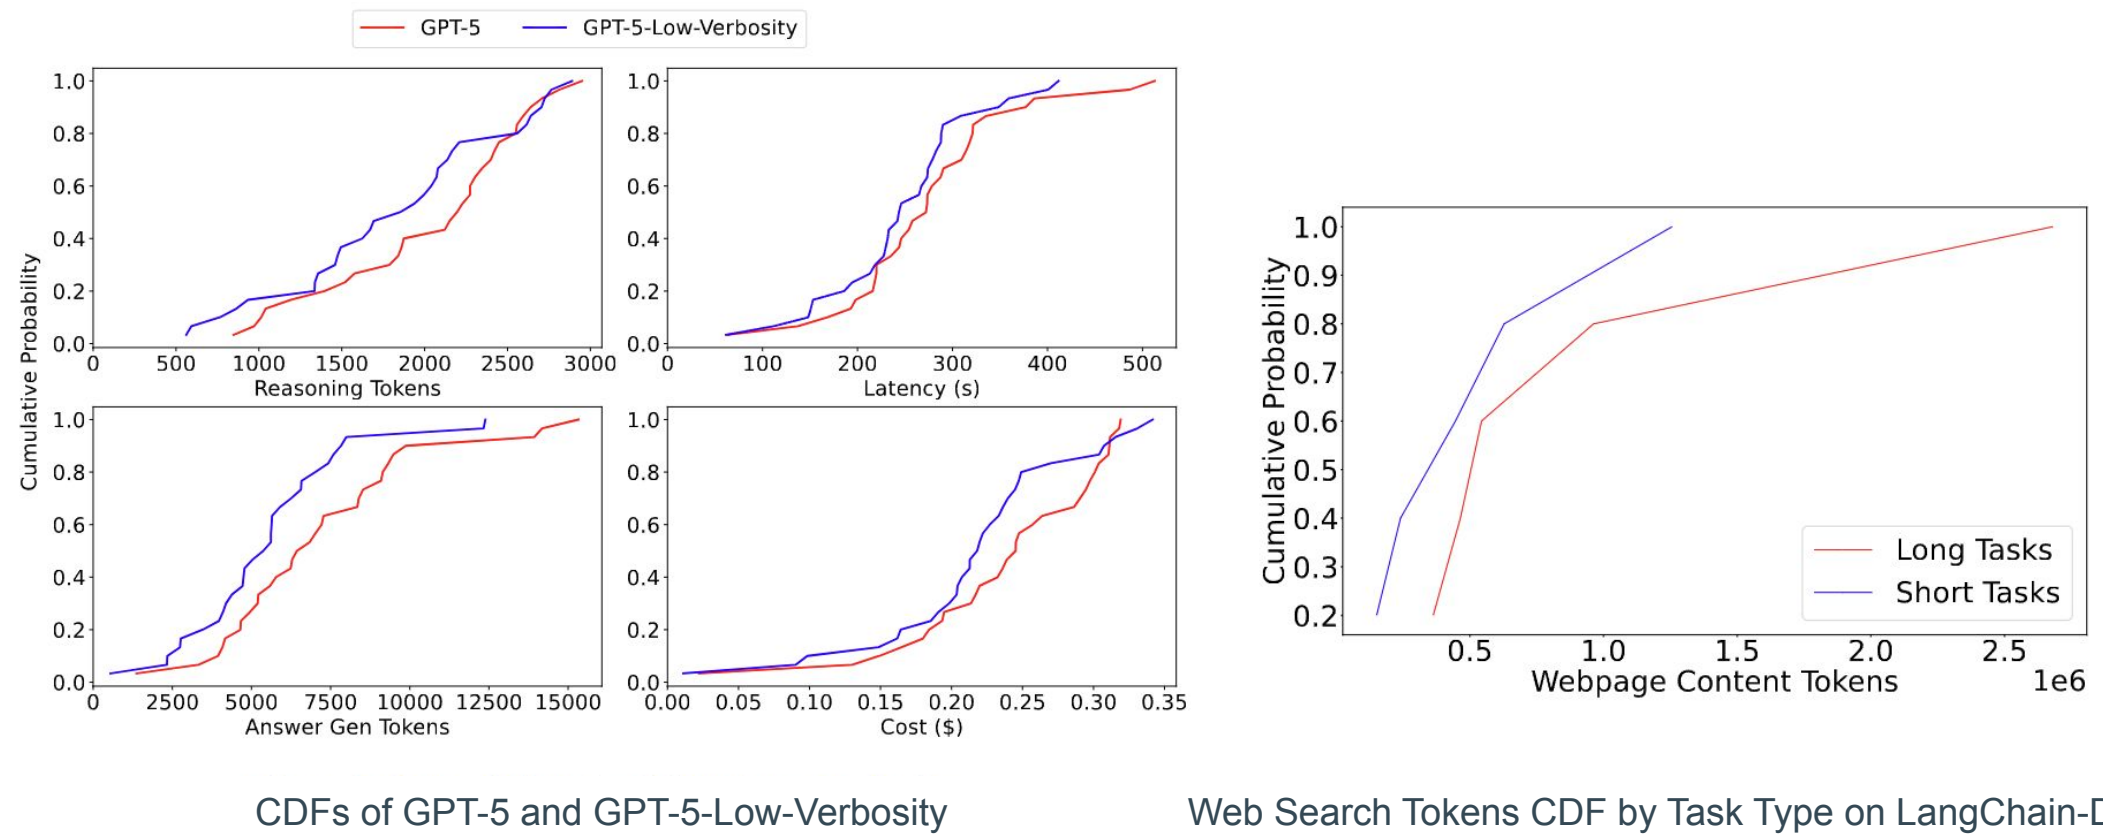 GPT-5 GPT-5-Low-Verbosity
Cumulative Probability
1.0
0.8
0.6
0.4
0.2
0.0
0 500 1000 1500 2000 2500 3000
Reasoning Tokens
1.0
0.8
0.6
0.4
0.2
0.0
0 100 200 300 400 500
Latency (s)
1.0
0.8
0.6
0.4
0.2
0.0
0 2500 5000 7500 10000 12500 15000
Answer Gen Tokens
1.0
0.8
0.6
0.4
0.2
0.0
0.00 0.05 0.10 0.15 0.20 0.25 0.30 0.35
Cost ($)
CDFs of GPT-5 and GPT-5-Low-Verbosity
Cumulative Probability
1.0
0.9
0.8
0.7
0.6
0.5
0.4
0.3
0.2
Long Tasks
Short Tasks
0.5 1.0 1.5 2.0 2.5
Webpage Content Tokens 1e6
Web Search Tokens CDF by Task Type on LangChain-